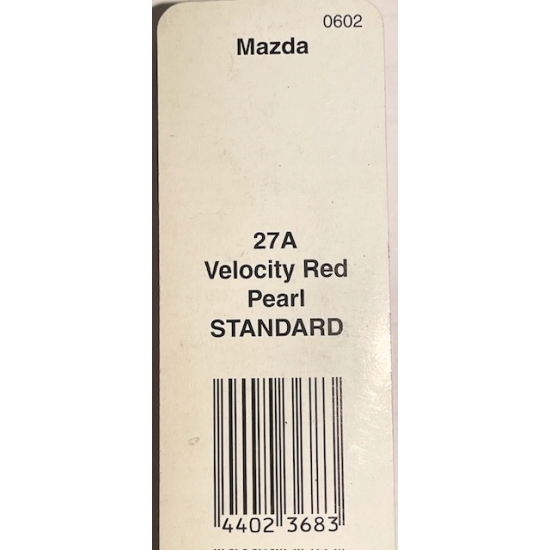 0602
Mazda
27A
Velocity Red
Pearl
STANDARD
4402 3683